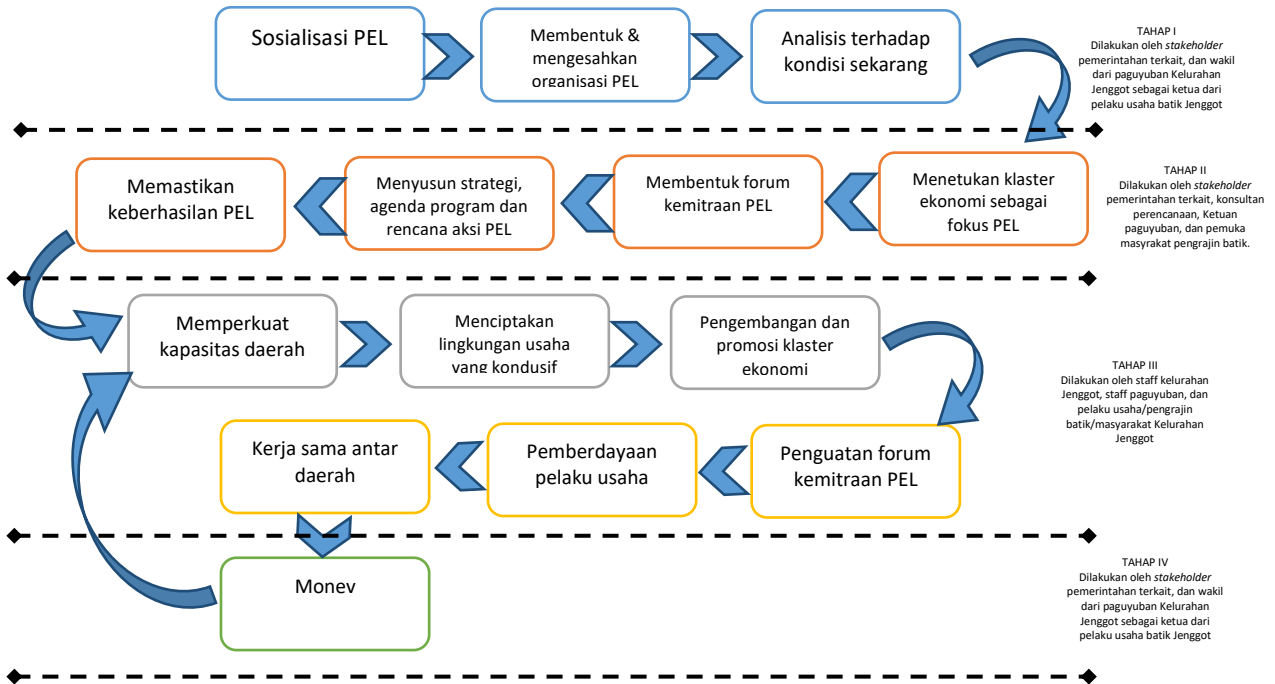 Sosialisasi PEL
Membentuk &
mengesahkan
organisasi PEL
Analisis terhadap
kondisi sekarang
TAHAP I
Dilakukan oleh stakeholder
pemerintahan terkait, dan wakil
dari paguyuban Kelurahan
Jenggot sebagai ketua dari
pelaku usaha batik Jenggot
Memastikan
keberhasilan PEL
Menyusun strategi,
agenda program dan
rencana aksi PEL
Membentuk forum
kemitraan PEL
Menetukan klaster
ekonomi sebagai
fokus PEL
TAHAP II
Dilakukan oleh stakeholder
pemerintahan terkait, konsultan
perencanaan, Ketuan
paguyuban, dan pemuka
masyrakat pengrajin batik.
Memperkuat
kapasitas daerah
Menciptakan
lingkungan usaha
yang kondusif
Pengembangan dan
promosi klaster
ekonomi
TAHAP III
Dilakukan oleh staff kelurahan
Jenggot, staff paguyuban, dan
pelaku usaha/pengrajin
batik/masyarakat Kelurahan
Jenggot
Kerja sama antar
daerah
Pemberdayaan
pelaku usaha
Penguatan forum
kemitraan PEL
Monev
TAHAP IV
Dilakukan oleh stakeholder
pemerintahan terkait, dan wakil
dari paguyuban Kelurahan
Jenggot sebagai ketua dari
pelaku usaha batik Jenggot